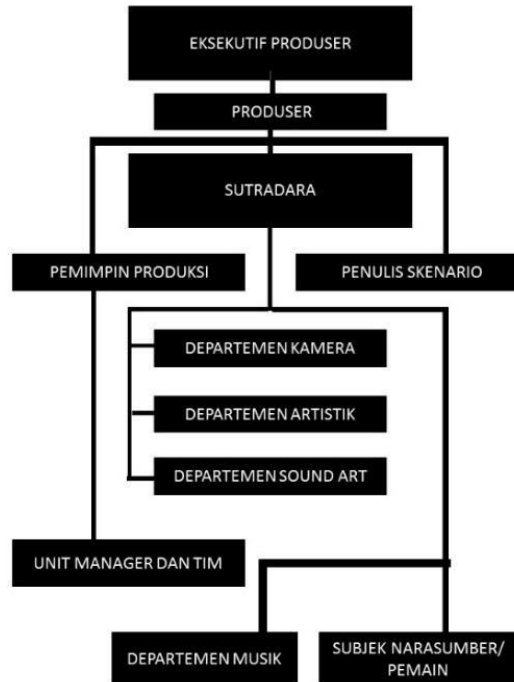 EKSEKUTIF PRODUSER
PRODUSER
SUTRADARA
PEMIMPIN PRODUKSI
PENULIS SKENARIO
DEPARTEMEN KAMERA
DEPARTEMEN ARTISTIK
DEPARTEMEN SOUND ART
UNIT MANAGER DAN TIM
DEPARTEMEN MUSIK
SUBJEK NARASUMBER/
PEMAIN